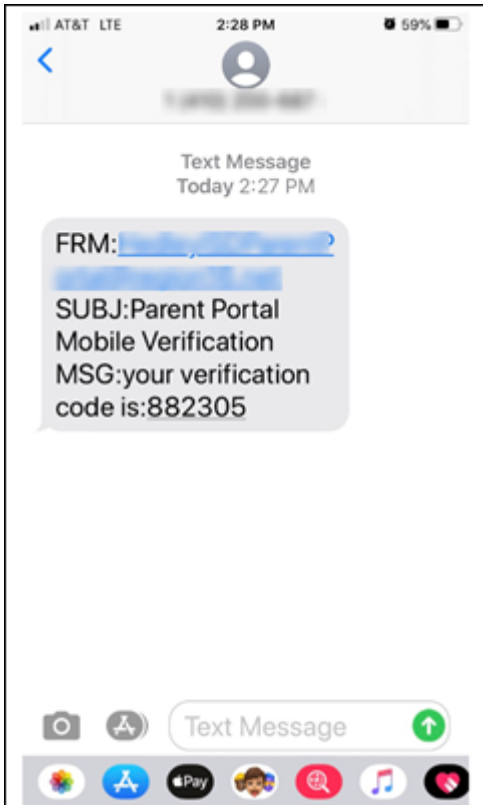 AT&T LTE 2:28 PM 59%
Text Message
Today 2:27 PM
FRM:
SUBJ:Parent Portal
Mobile Verification
MSG:your verification
code is:882305
Text Message
Pay